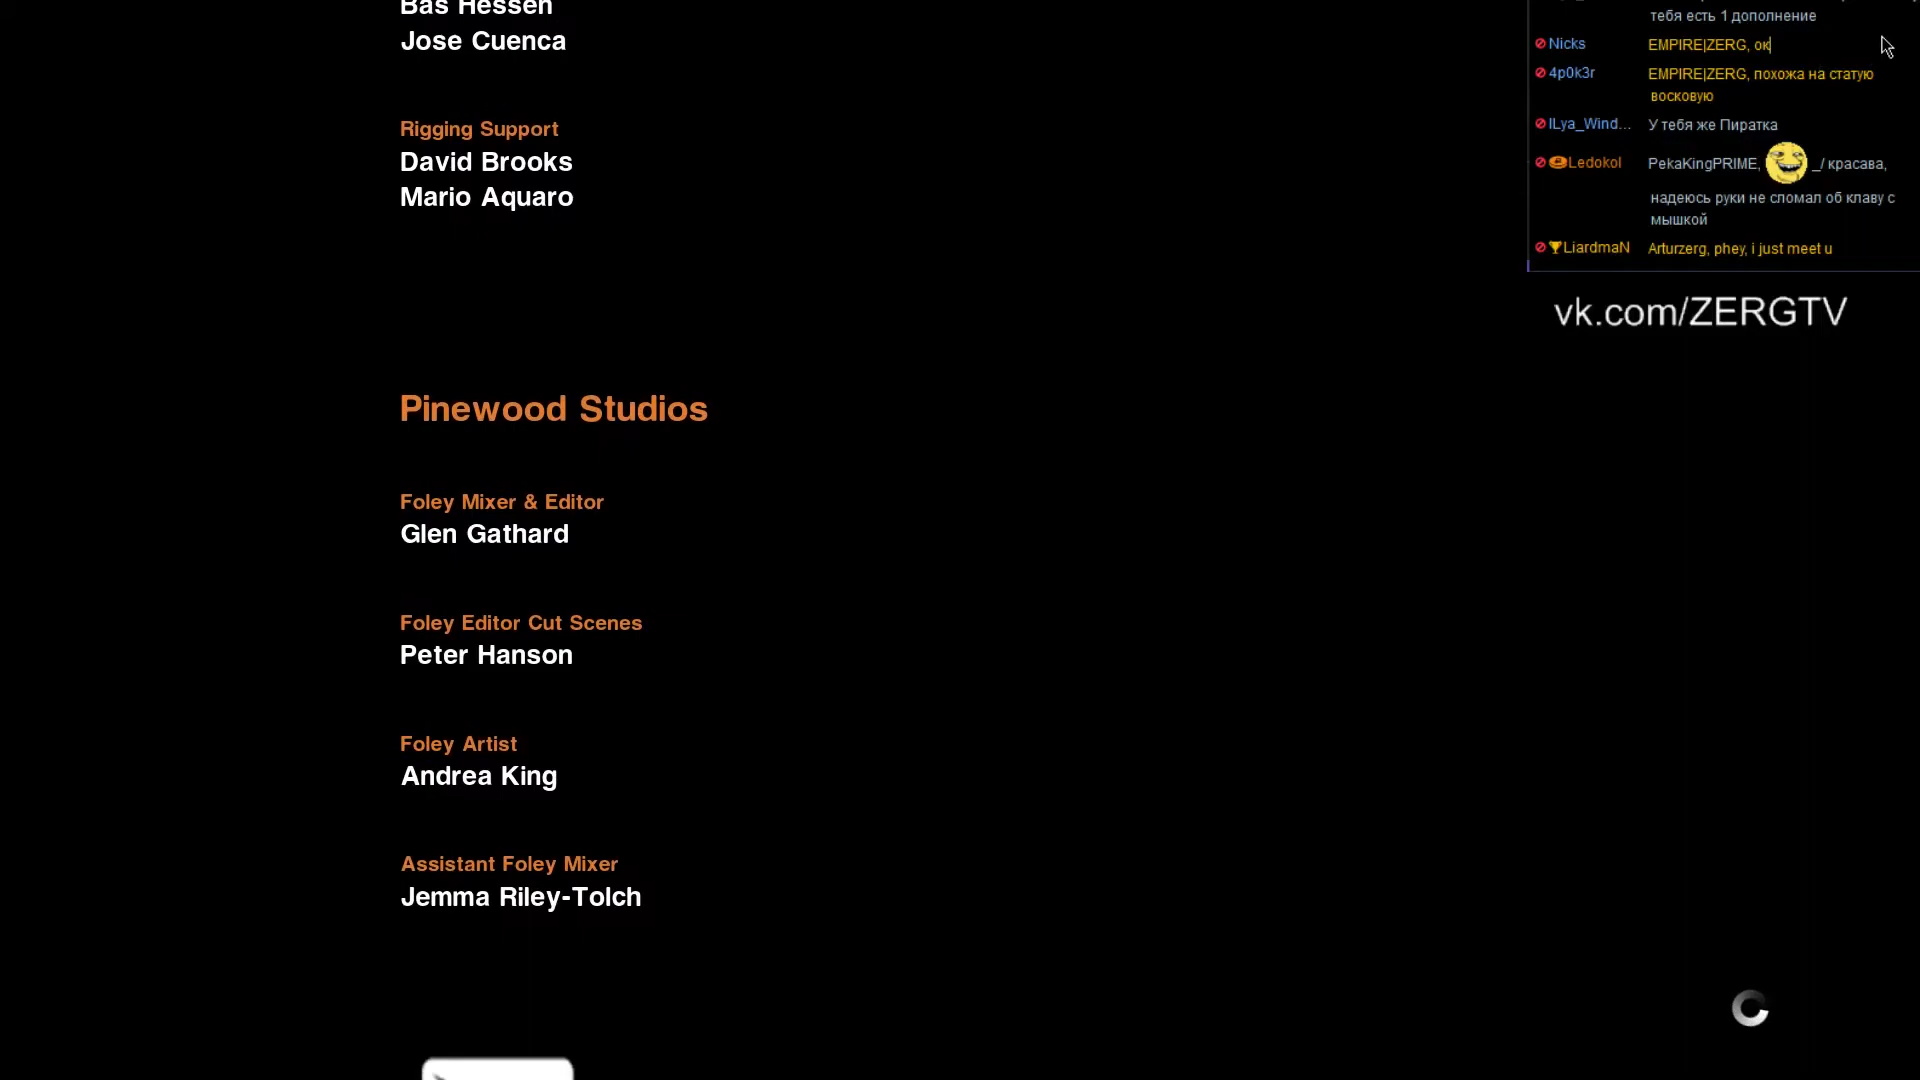 Bas Hessen
Jose Cuenca
Rigging Support
David Brooks
Mario Aquaro
Pinewood Studios
Foley Mixer & Editor
Glen Gathard
Foley Editor Cut Scenes
Peter Hanson
Foley Artist
Andrea King
Assistant Foley Mixer
Jemma Riley-Tolch
тебя есть 1 дополнение
Nicks EMPIRE|ZERG, ок
4p0k3r EMPIRE|ZERG, похожа на статую
восковую
ILya_Wind... У тебя же Пиратка
Ledokol PekaKingPRIME, _/ красава,
надеюсь руки не сломал об клаву с
мышкой
LiardmaN Arturzerg, phey, i just meet u
vk.com/ZERGTV